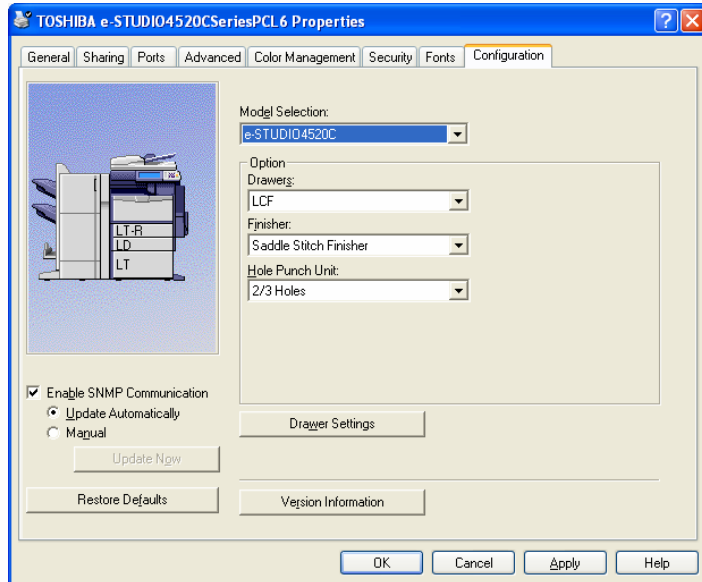 TOSHIBA e-STUDIO4520CSeriesPCL6 Properties
General Sharing Ports Advanced Color Management Security Fonts Configuration
Model Selection:
e-STUDIO4520C
Option
Drawers:
LCF
Finisher:
Saddle Stitch Finisher
Hole Punch Unit:
2/3 Holes
LT-R
LD
LT
Enable SNMP Communication
Update Automatically
Manual
Update Now
Drawer Settings
Restore Defaults
Version Information
OK Cancel Apply Help